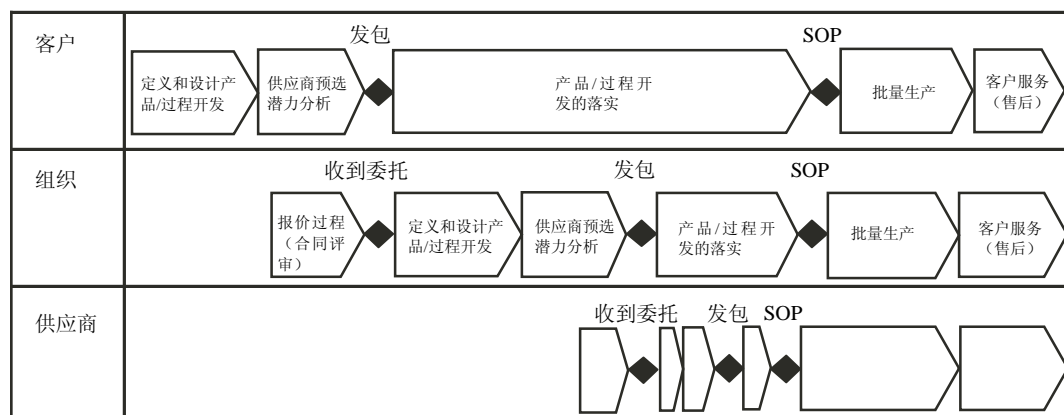 客户
发包
SOP
定义和设计产
品/过程开发
供应商预选
潜力分析
产品/过程开
发的落实
批量生产
客户服务
（售后）
组织
收到委托
发包
SOP
报价过程
（合同评
审）
定义和设计产
品/过程开发
供应商预选
潜力分析
产品/过程开
发的落实
批量生产
客户服务
（售后）
供应商
收到委托
发包
SOP